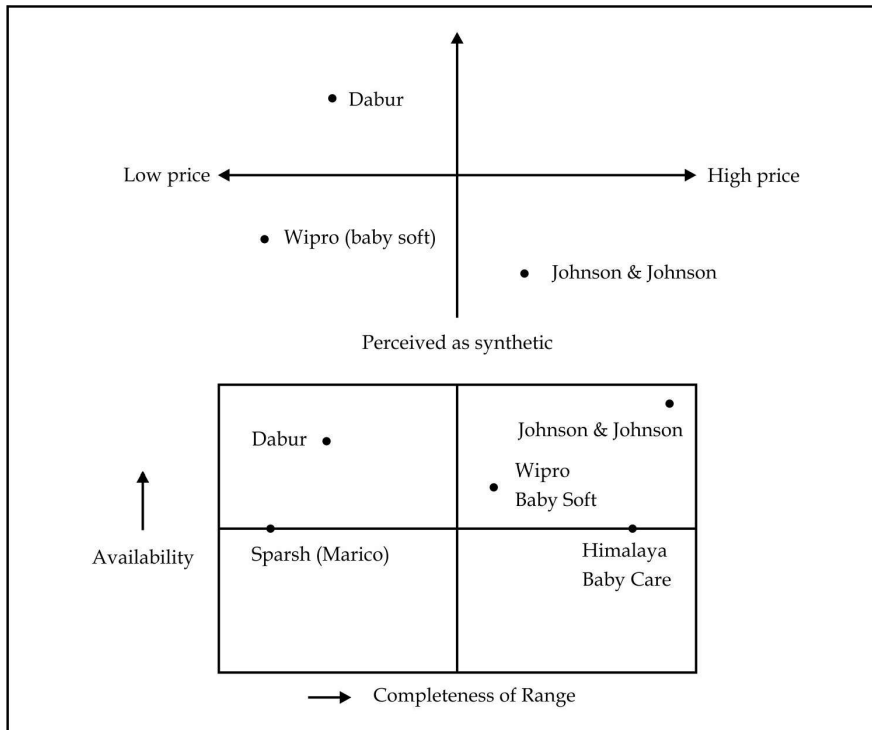 Dabur
Low price
High price
Wipro (baby soft)
Johnson & Johnson
Perceived as synthetic
Dabur
Johnson & Johnson
Wipro
Baby Soft
Availability
Sparsh (Marico)
Himalaya
Baby Care
Completeness of Range